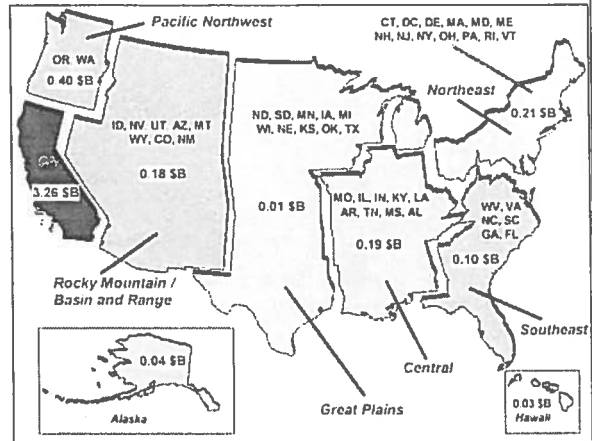 Pacific Northwest
OR, WA
0.40 $B
CA
3.26 $B
ID, NV, UT, AZ, MT
WY, CO, NM
0.18 $B
Rocky Mountain /
Basin and Range
ND, SD, MN, IA, MI
WI, NE, KS, OK, TX
0.01 $B
Great Plains
MO, IL, IN, KY, LA
AR, TN, MS, AL
0.19 $B
Central
CT, DC, DE, MA, MD, ME
NH, NJ, NY, OH, PA, RI, VT
Northeast
0.21 $B
WV, VA
NC, SC
GA, FL
0.10 $B
Southeast
0.04 $B
Alaska
0.03 $B
Hawaii